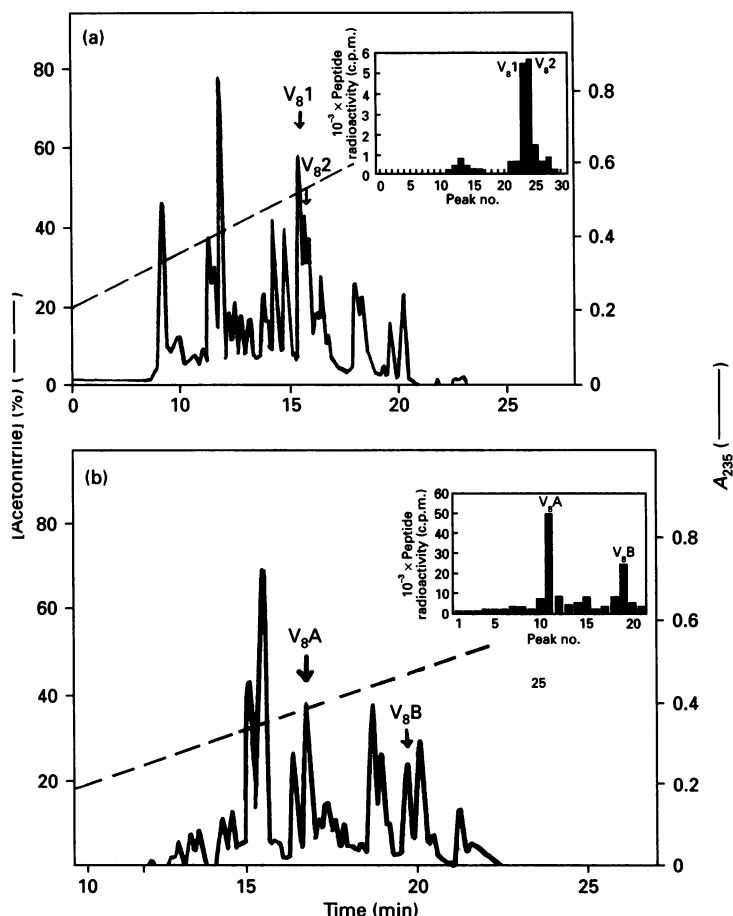 (a)
80
60
40
20
0
0
10
15
20
25
0.8
0.6
0.4
0.2
0
V₈1
V₈2
10⁻³ × Peptide
radioactivity (c.p.m.)
6
5
4
3
2
1
0
V₈1 V₈2
0 5 10 15 20 25 30
Peak no.
[Acetonitrile] (%) (— —)
A₂₃₅ (——)
(b)
80
60
40
20
0.8
0.6
0.4
0.2
0
V₈A
V₈B
25
10⁻³ × Peptide
radioactivity (c.p.m.)
60
50
40
30
20
10
0
V₈A
V₈B
1 5 10 15 20
Peak no.
10 15 20 25
Time (min)